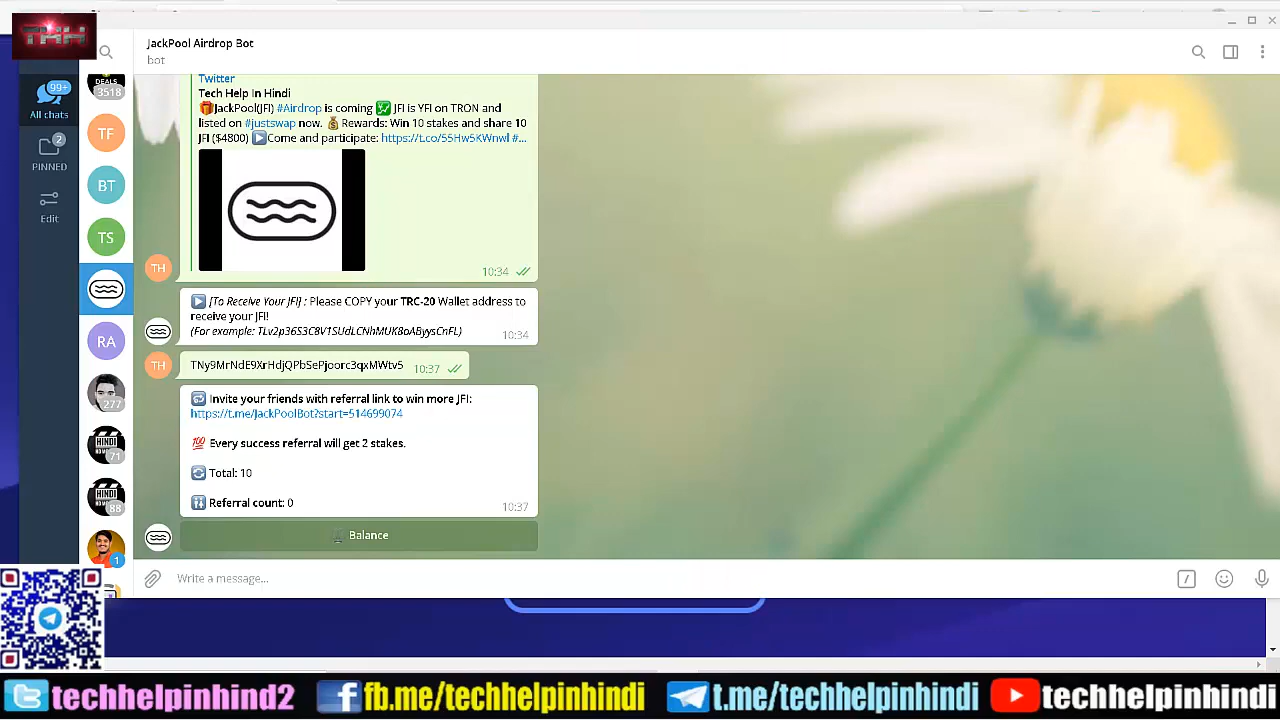 THH
JackPool Airdrop Bot
bot
DEALS
3518
99+
All chats
2
PINNED
Edit
TF
BT
TS
RA
277
HINDI
71
HINDI
88
1
Twitter
Tech Help In Hindi
🎁JackPool(JFI) #Airdrop is coming 💹 JFI is YFI on TRON and
listed on #justswap now. 💰 Rewards: Win 10 stakes and share 10
JFI ($4800) ▶️Come and participate: https://t.co/55Hw5KWnwl #...
10:34
TH
▶️ [To Receive Your JFI] : Please COPY your TRC-20 Wallet address to
receive your JFI!
(For example: TLv2p36S3C8V1SUdLCNhMUK8oAByysCnFL)
10:34
TH
TNy9MrNdE9XrHdjQPbSePjoorc3qxMWtv5
10:37
🔁 Invite your friends with referral link to win more JFI:
https://t.me/JackPoolBot?start=514699074
💯 Every success referral will get 2 stakes.
🔄 Total: 10
Referral count: 0
10:37
Balance
Write a message...
techhelpinhind2
fb.me/techhelpinhindi
t.me/techhelpinhindi
techhelpinhindi